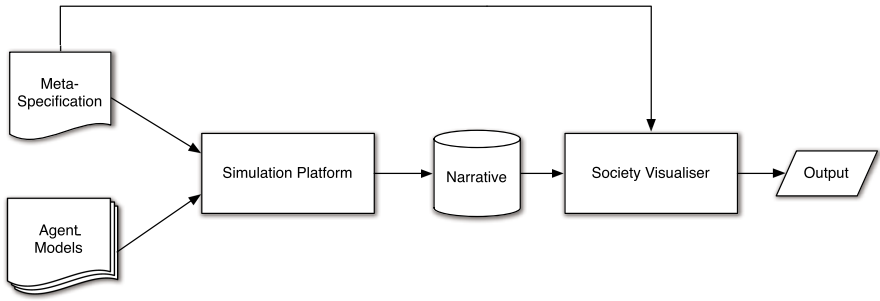 Meta-
Specification
Simulation Platform
Narrative
Society Visualiser
Output
Agent
Models